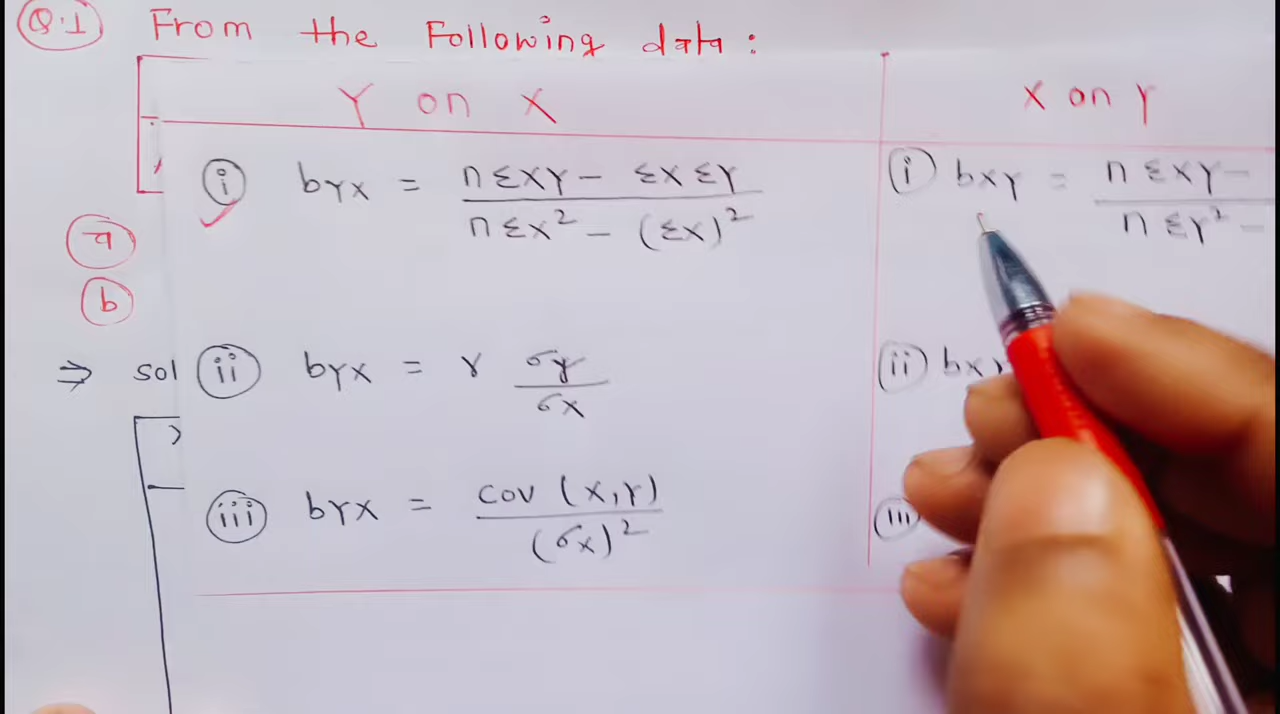 Q.1 From the Following data:
Y on X
X on Y
(i) bYX = nΣXY - ΣXΣY / nΣX² - (ΣX)²
(i) bXY = nΣXY - / nΣY² -
a
b
⇒ sol
(ii) bYX = r σY / σX
(ii) bXY
(iii) bYX = cov (X,Y) / (σX)²
(iii)